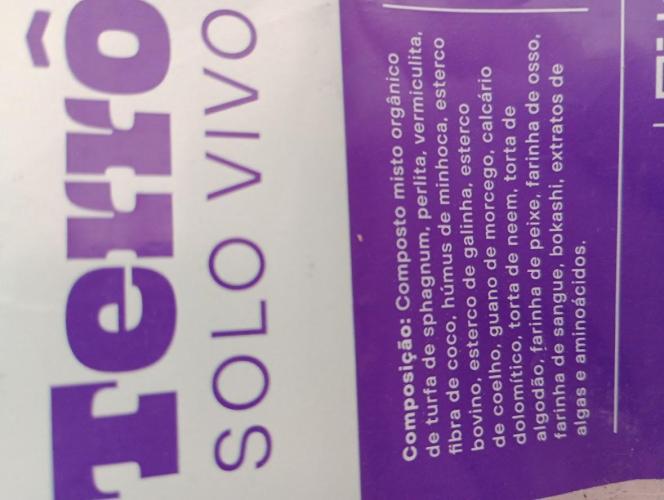 Terrô
SOLO VIVO
Composição: Composto misto orgânico
de turfa de sphagnum, perlita, vermiculita,
fibra de coco, húmus de minhoca, esterco
bovino, esterco de galinha, esterco
de coelho, guano de morcego, calcário
dolomítico, torta de neem, torta de
algodão, farinha de peixe, farinha de osso,
farinha de sangue, bokashi, extratos de
algas e aminoácidos.